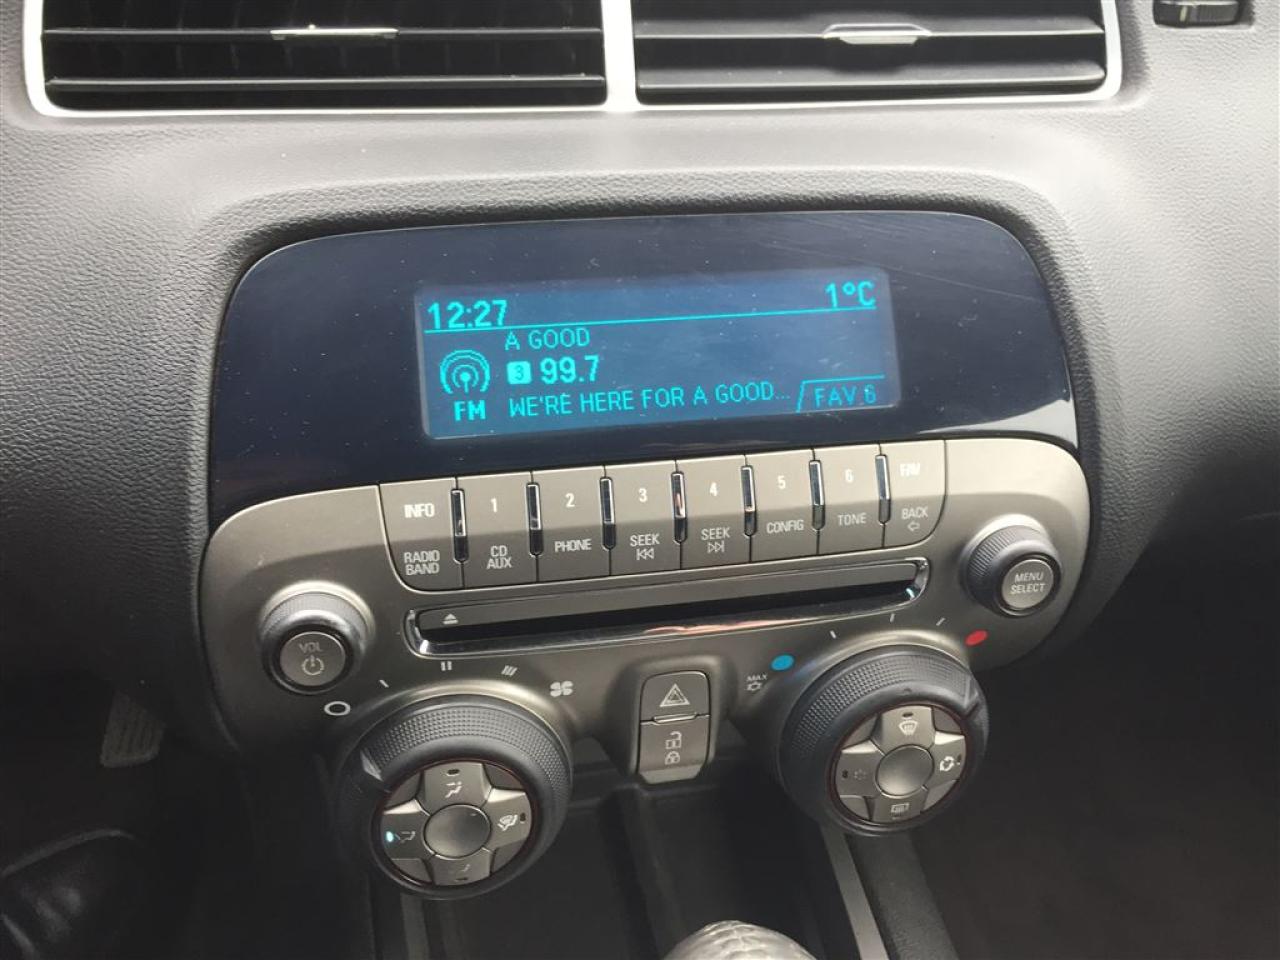 12:27 1°C
A GOOD
3 99.7
FM WE'RE HERE FOR A GOOD... FAV 6
INFO 1 2 3 4 5 6 FAV
RADIO BAND CD AUX PHONE SEEK SEEK CONFIG TONE BACK
MENU SELECT
VOL
MAX